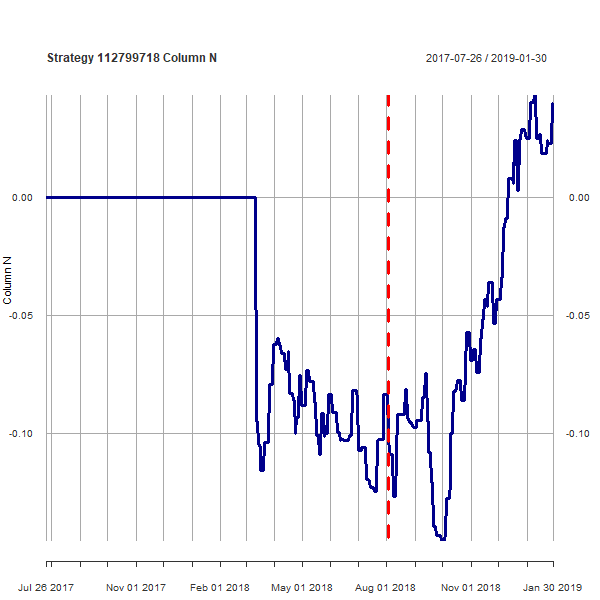 Strategy 112799718 Column N 2017-07-26 / 2019-01-30
0.00 0.00
-0.05 -0.05
-0.10 -0.10
Column N
Jul 26 2017 Nov 01 2017 Feb 01 2018 May 01 2018 Aug 01 2018 Nov 01 2018 Jan 30 2019